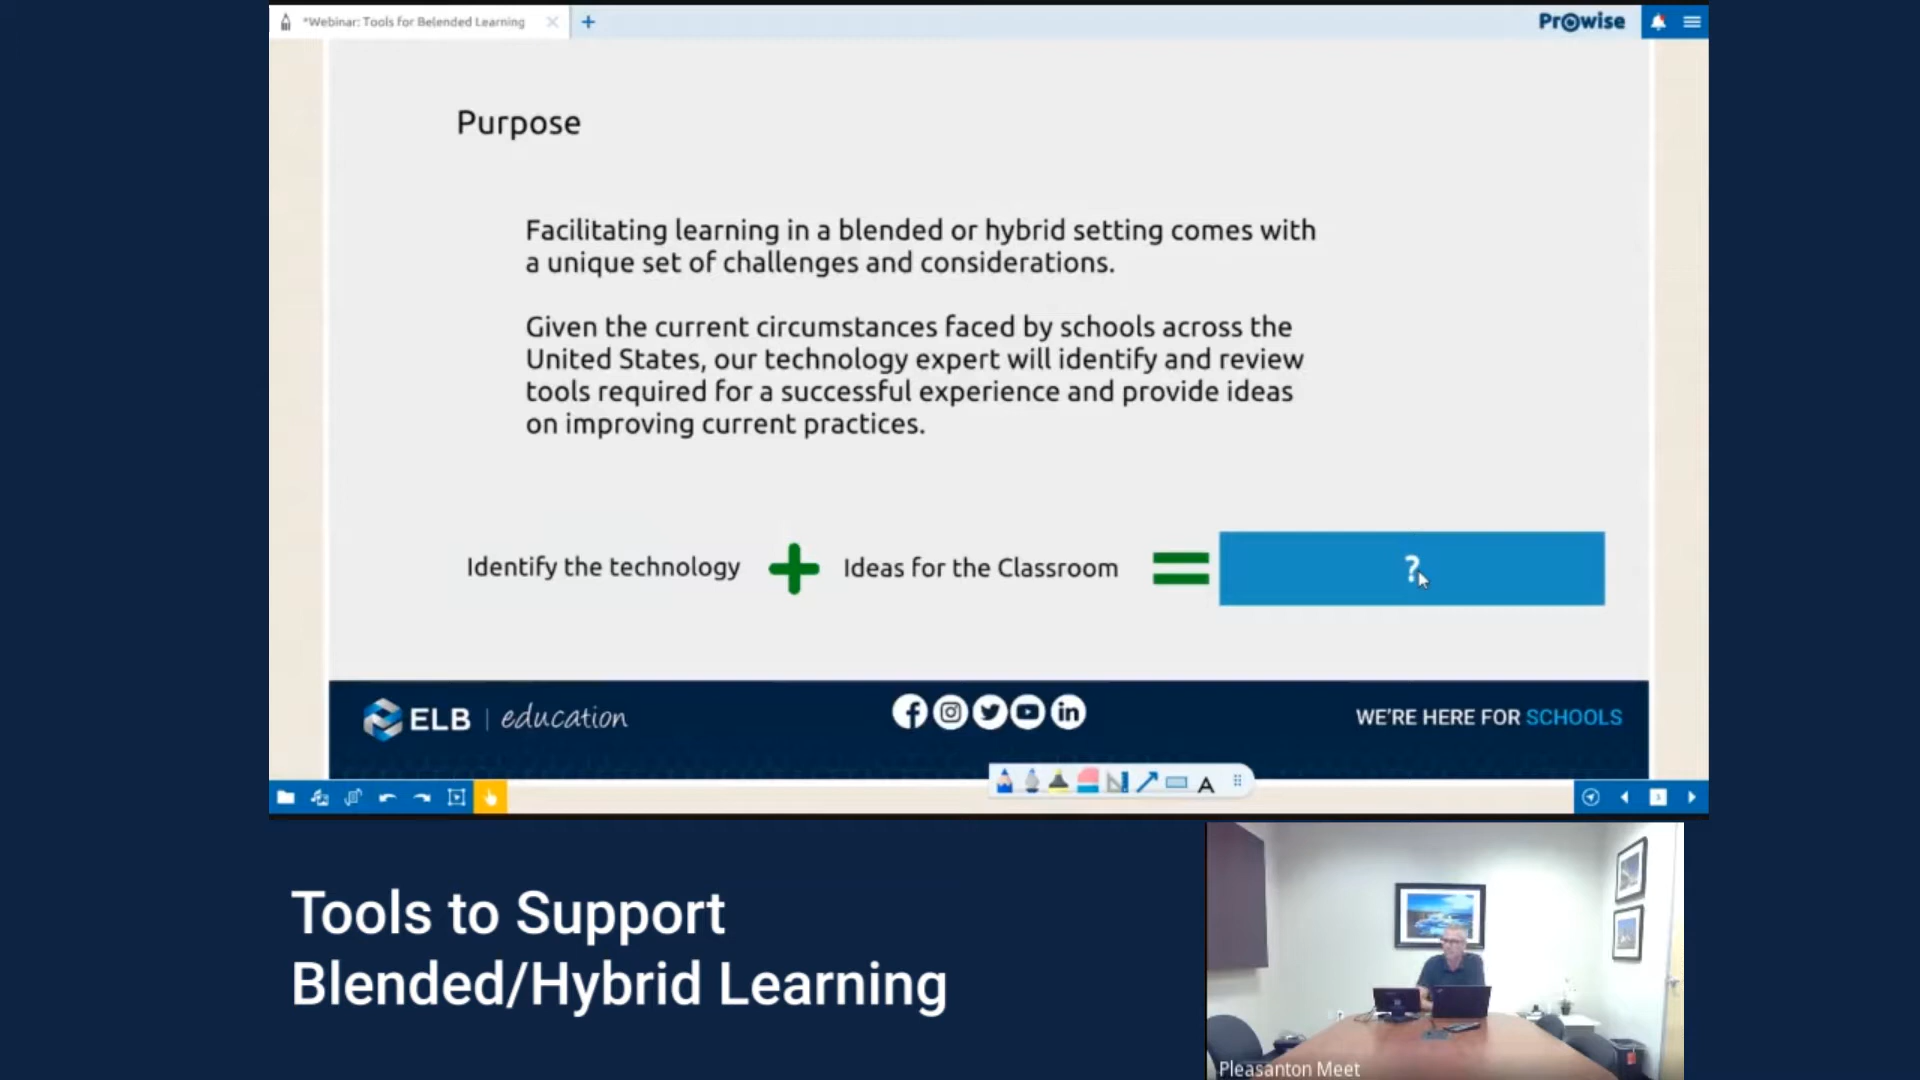 *Webinar: Tools for Belended Learning
Prowise
Purpose
Facilitating learning in a blended or hybrid setting comes with
a unique set of challenges and considerations.
Given the current circumstances faced by schools across the
United States, our technology expert will identify and review
tools required for a successful experience and provide ideas
on improving current practices.
Identify the technology + Ideas for the Classroom = ?
ELB | education
WE'RE HERE FOR SCHOOLS
A
Tools to Support
Blended/Hybrid Learning
Pleasanton Meet